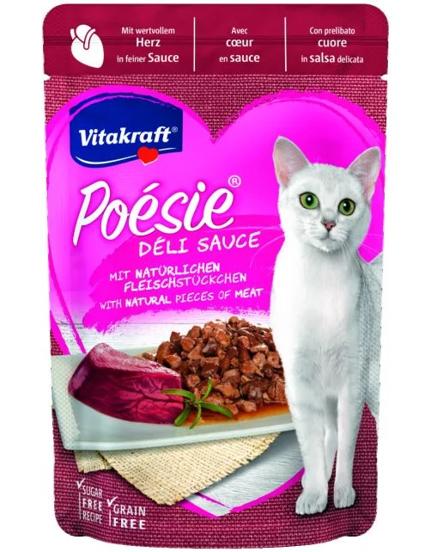 Mit wertvollem
Herz
in feiner Sauce
Avec
cœur
en sauce
Con prelibato
cuore
in salsa delicata
Vitakraft®
Poésie®
DÉLI SAUCE
MIT NATÜRLICHEN
FLEISCHSTÜCKCHEN
WITH NATURAL PIECES OF MEAT
SUGAR
FREE
RECIPE
GRAIN
FREE